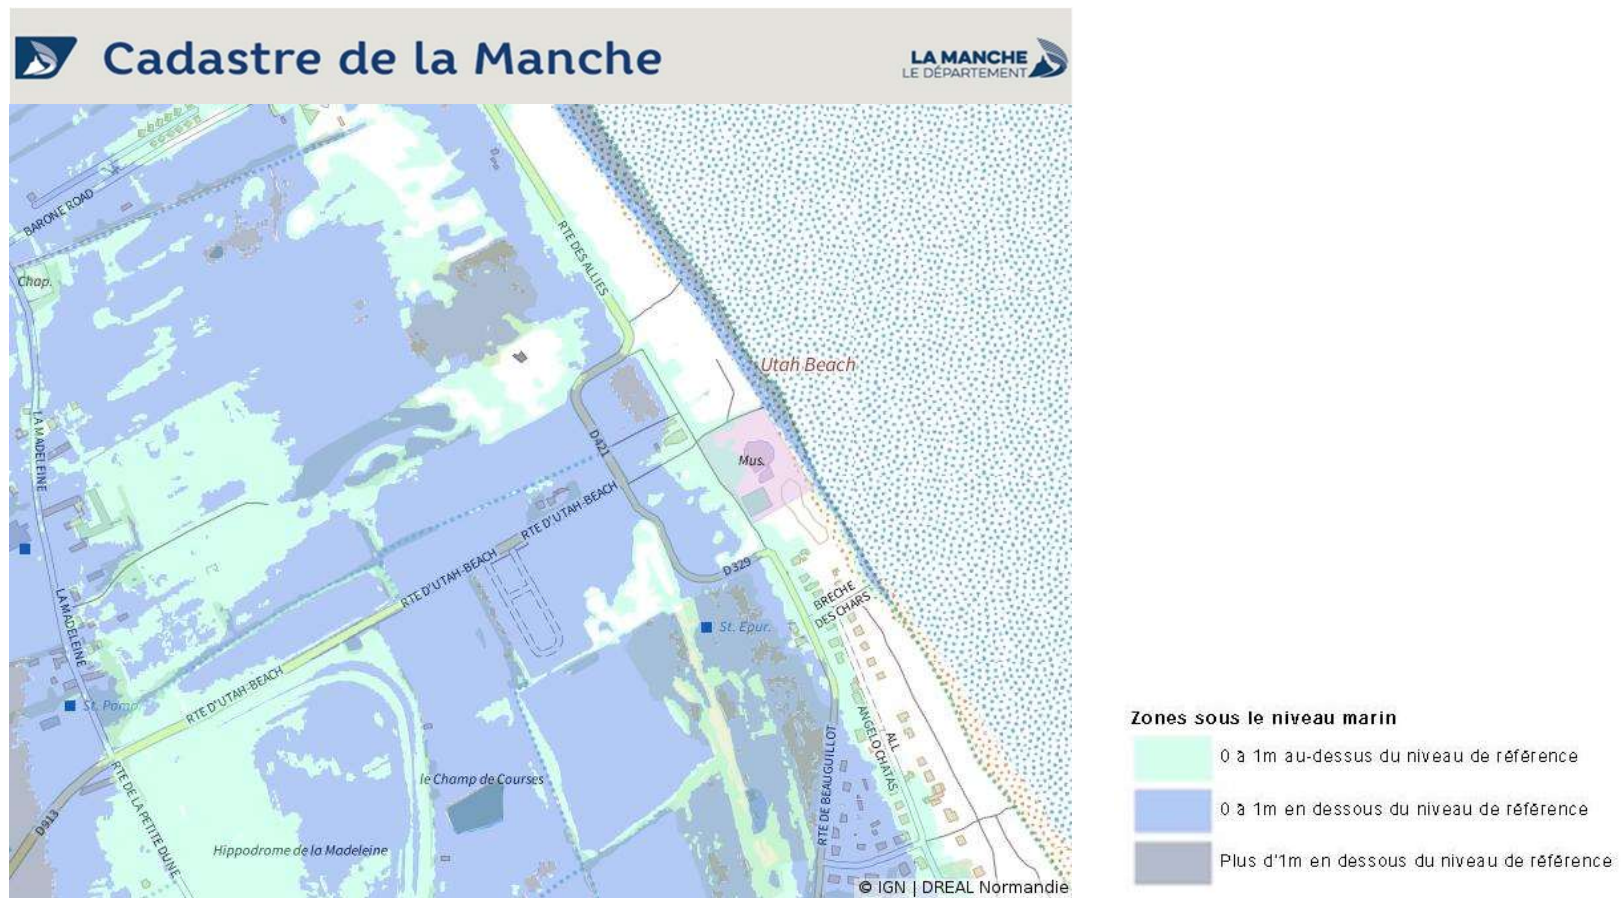 Cadastre de la Manche
LA MANCHE
LE DÉPARTEMENT
BARONE ROAD
RTE DES ALLIES
Chap.
Utah Beach
LA MADELEINE
D421
Mus.
RTE D'UTAH-BEACH
RTE D'UTAH-BEACH
RTE D'UTAH-BEACH
D329
LA MADELEINE
BRECHE
DES CHARS
St. Epur.
St. Pomp
RTE D'UTAH-BEACH
ALL
ANGELO CHATAS
RTE DE BEAUGUILLOT
le Champ de Courses
RTE DE LA PETITE DUNE
D913
Hippodrome de la Madeleine
© IGN | DREAL Normandie
Zones sous le niveau marin
0 à 1m au-dessus du niveau de référence
0 à 1m en dessous du niveau de référence
Plus d'1m en dessous du niveau de référence